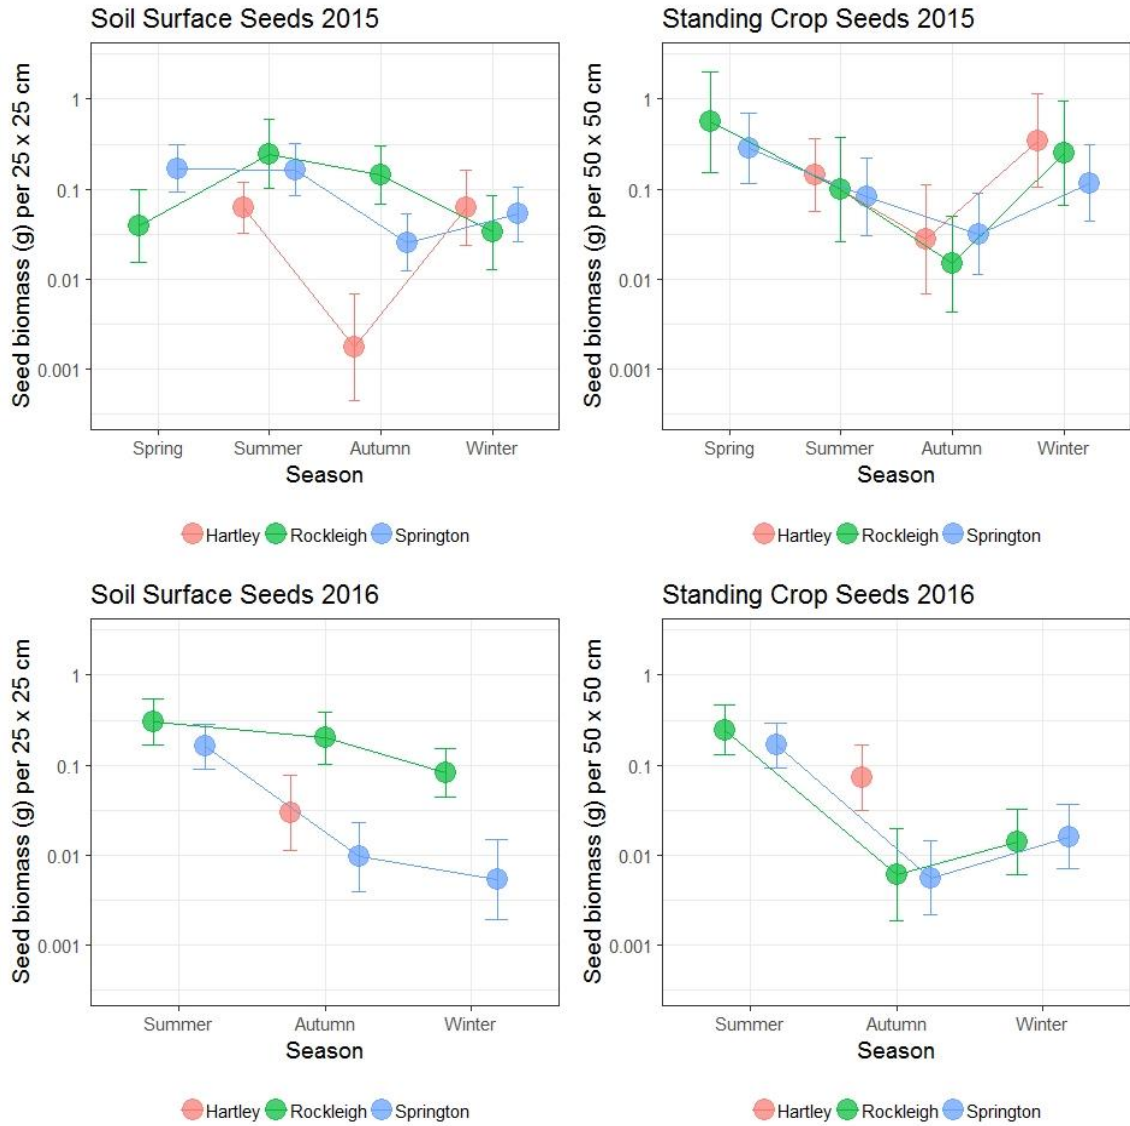 Soil Surface Seeds 2015
Seed biomass (g) per 25 x 25 cm
1
0.1
0.01
0.001
Spring Summer Autumn Winter
Season
Hartley Rockleigh Springton
Standing Crop Seeds 2015
Seed biomass (g) per 50 x 50 cm
1
0.1
0.01
0.001
Spring Summer Autumn Winter
Season
Hartley Rockleigh Springton
Soil Surface Seeds 2016
Seed biomass (g) per 25 x 25 cm
1
0.1
0.01
0.001
Summer Autumn Winter
Season
Hartley Rockleigh Springton
Standing Crop Seeds 2016
Seed biomass (g) per 50 x 50 cm
1
0.1
0.01
0.001
Summer Autumn Winter
Season
Hartley Rockleigh Springton